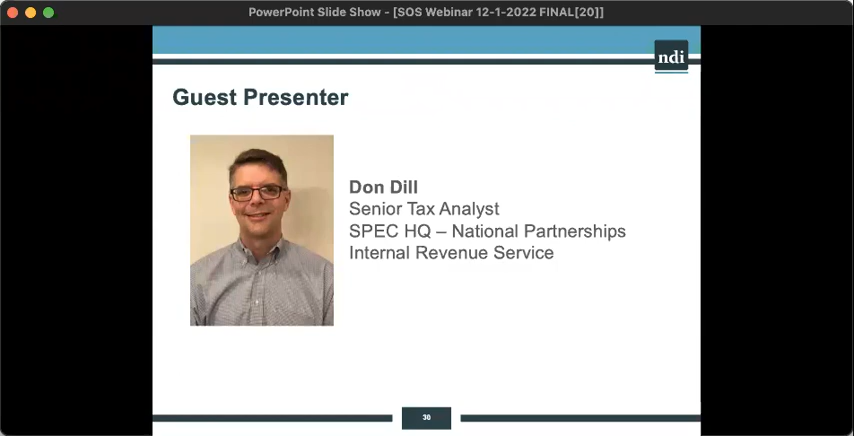 PowerPoint Slide Show - [SOS Webinar 12-1-2022 FINAL[20]]
ndi
Guest Presenter
Don Dill
Senior Tax Analyst
SPEC HQ – National Partnerships
Internal Revenue Service
30